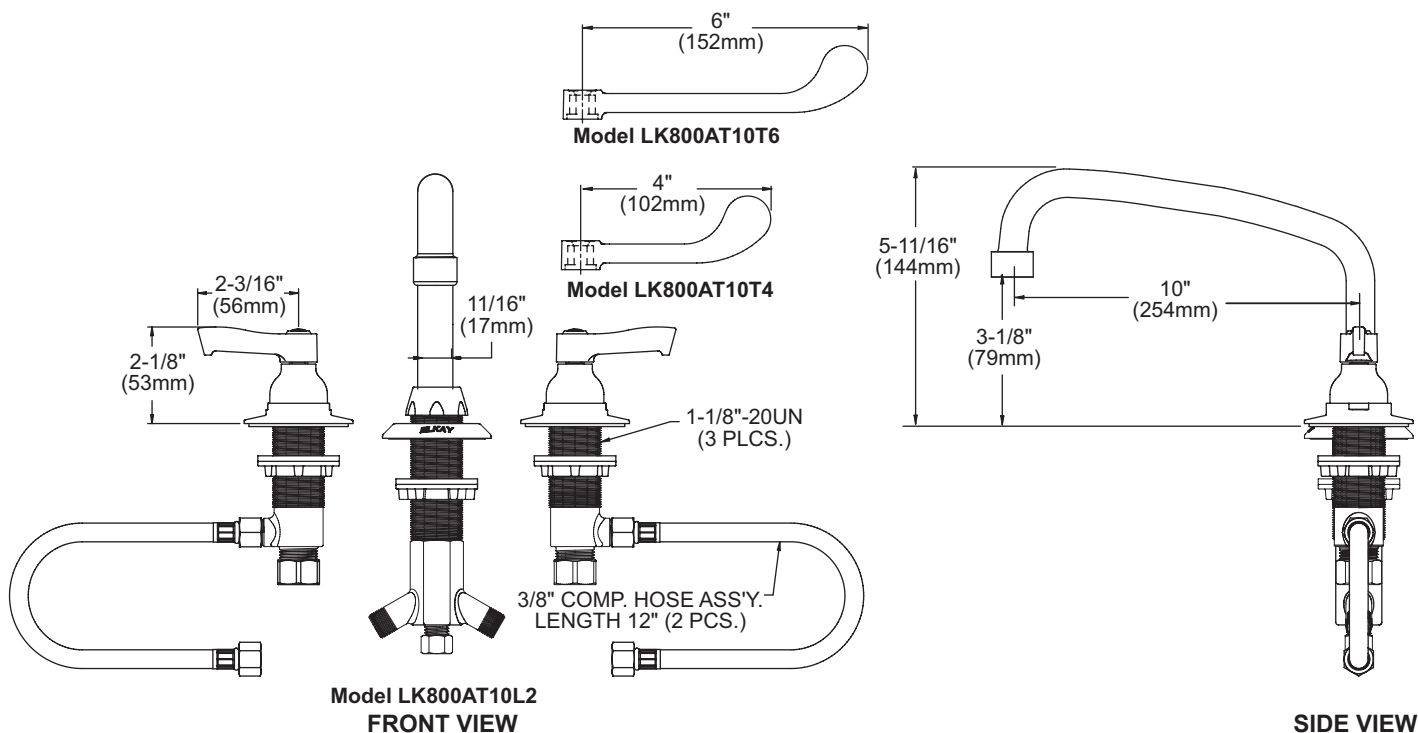 6"
(152mm)
Model LK800AT10T6
4"
(102mm)
Model LK800AT10T4
2-3/16"
(56mm)
11/16"
(17mm)
2-1/8"
(53mm)
ELKAY
1-1/8"-20UN
(3 PLCS.)
3/8" COMP. HOSE ASS'Y.
LENGTH 12" (2 PCS.)
Model LK800AT10L2
FRONT VIEW
5-11/16"
(144mm)
10"
(254mm)
3-1/8"
(79mm)
SIDE VIEW